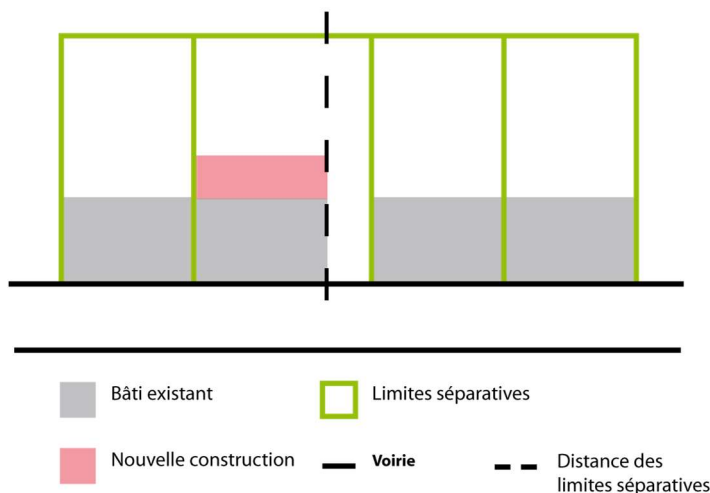 Bâti existant
Limites séparatives
Nouvelle construction
Voirie
Distance des
limites séparatives